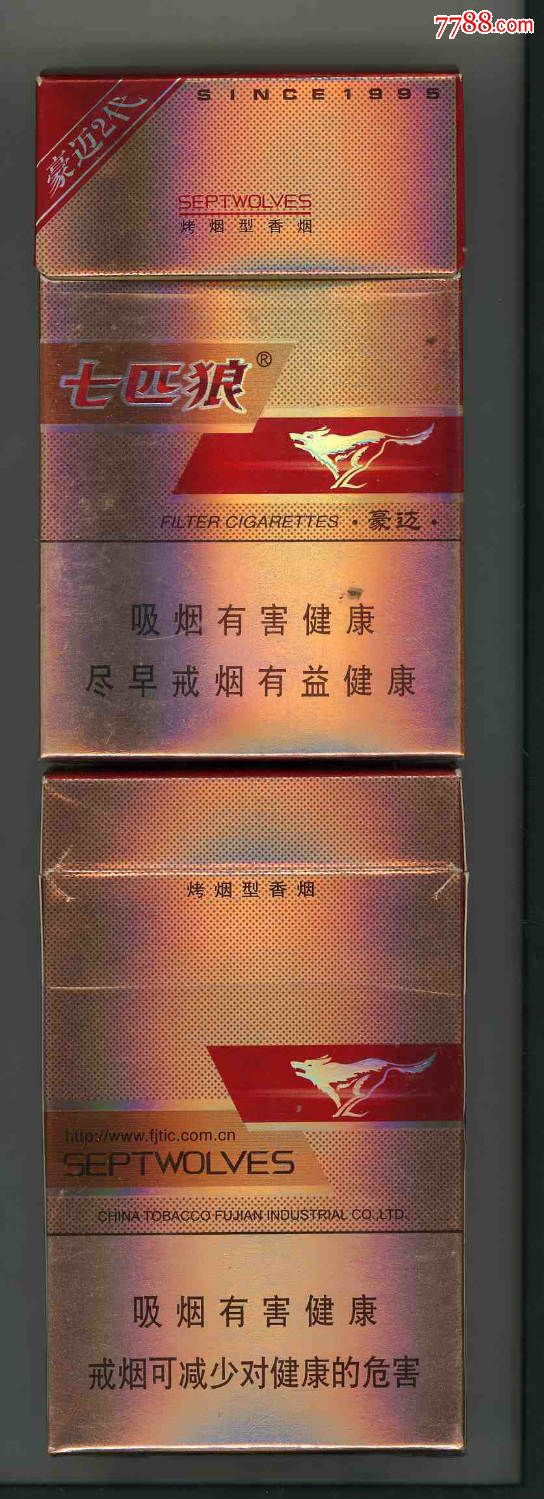 7788.com
SINCE 1995
豪迈2代
SEPTWOLVES
烤烟型香烟
七匹狼®
FILTER CIGARETTES ·豪迈·
吸烟有害健康
尽早戒烟有益健康
烤烟型香烟
http://www.fjtic.com.cn
SEPTWOLVES
CHINA TOBACCO FUJIAN INDUSTRIAL CO.,LTD.
吸烟有害健康
戒烟可减少对健康的危害